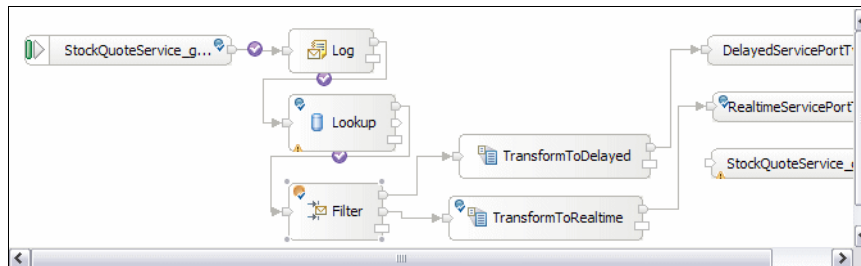 StockQuoteService_g...
Log
DelayedServicePortT
RealtimeServicePortT
Lookup
TransformToDelayed
StockQuoteService_
Filter
TransformToRealtime